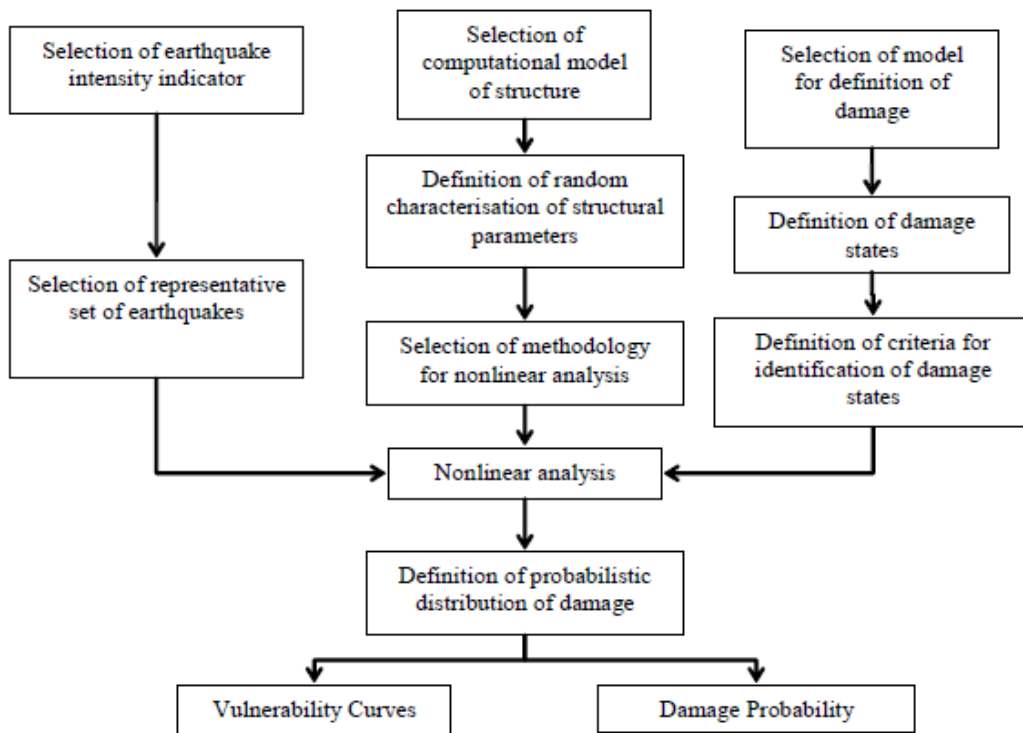 Selection of earthquake
intensity indicator
Selection of
computational model
of structure
Selection of model
for definition of
damage
Definition of random
characterisation of structural
parameters
Definition of damage
states
Selection of representative
set of earthquakes
Selection of methodology
for nonlinear analysis
Definition of criteria for
identification of damage
states
Nonlinear analysis
Definition of probabilistic
distribution of damage
Vulnerability Curves
Damage Probability